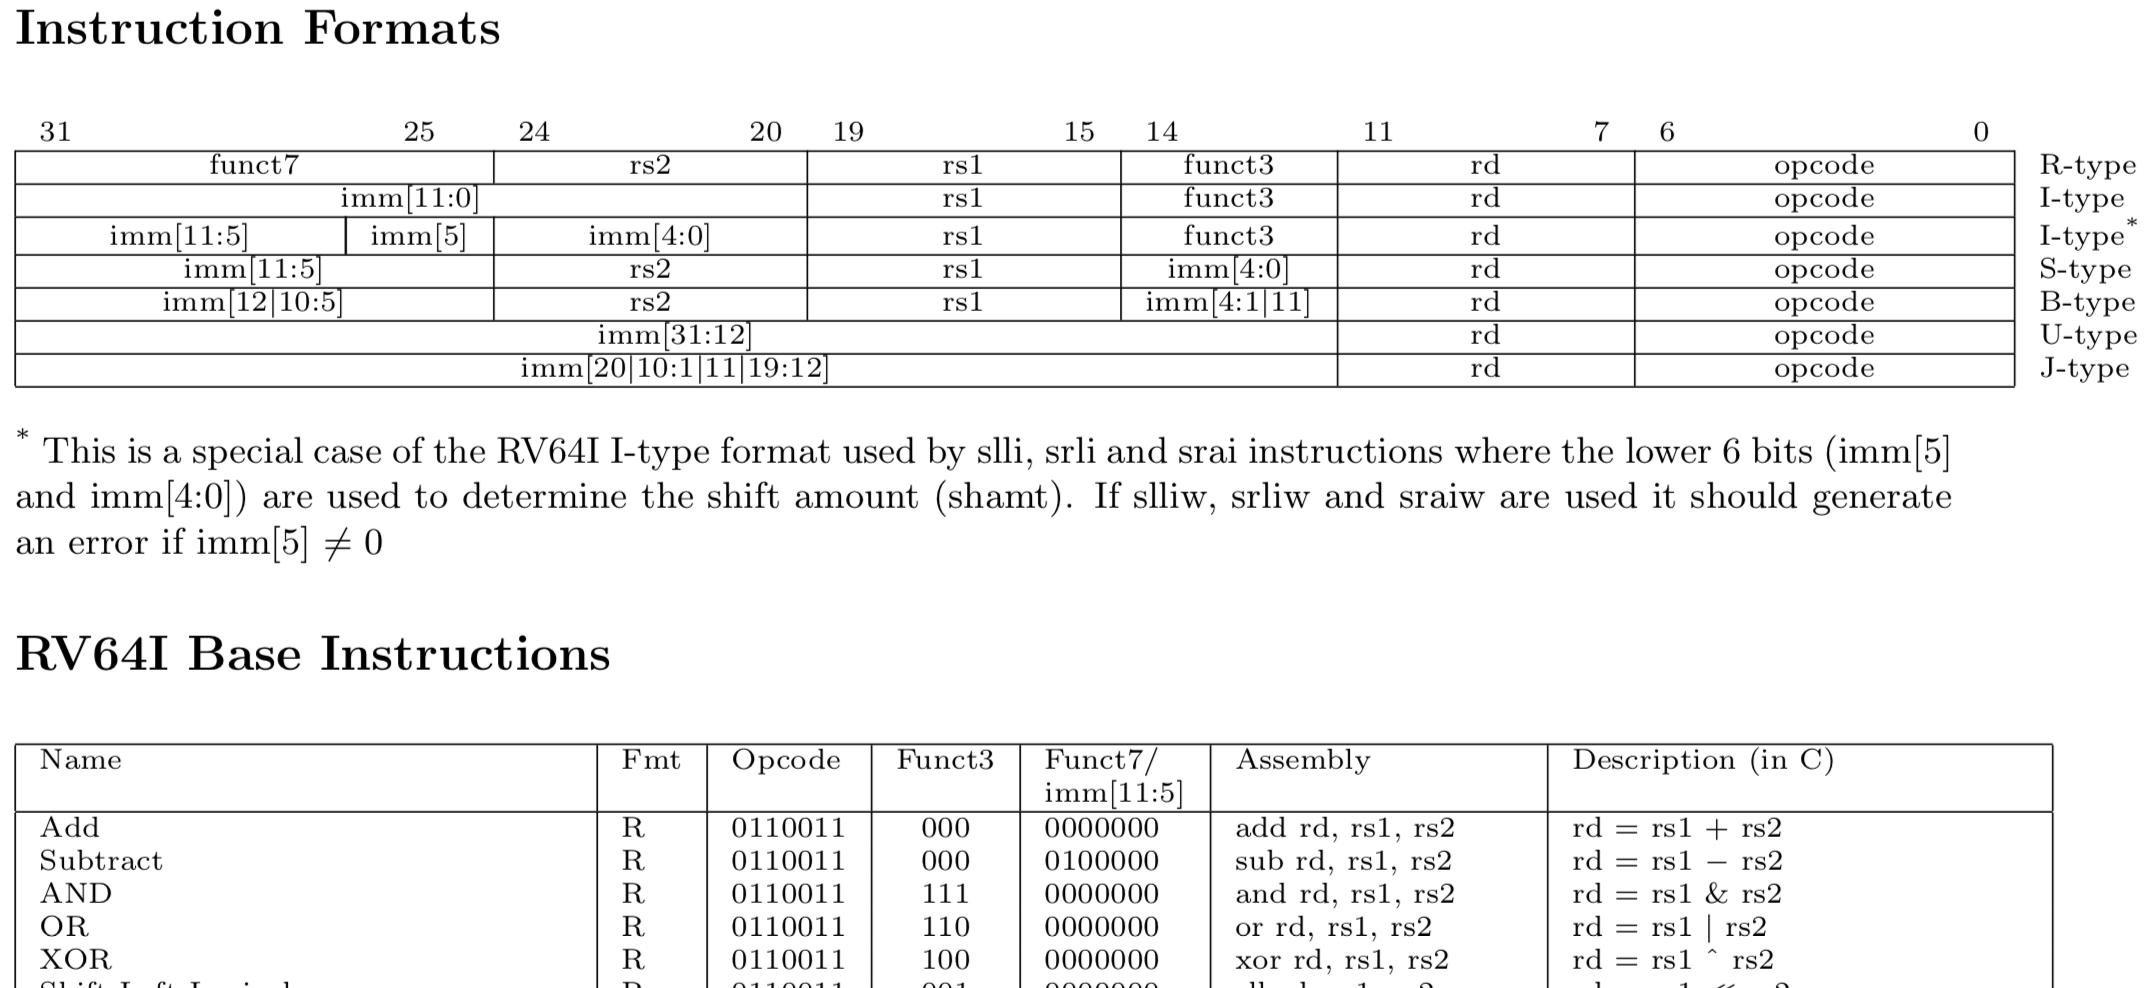 Instruction Formats
31 25 24 20 19 15 14 11 7 6 0
funct7 rs2 rs1 funct3 rd opcode R-type
imm[11:0] rs1 funct3 rd opcode I-type
imm[11:5] imm[5] imm[4:0] rs1 funct3 rd opcode I-type*
imm[11:5] rs2 rs1 imm[4:0] rd opcode S-type
imm[12|10:5] rs2 rs1 imm[4:1|11] rd opcode B-type
imm[31:12] rd opcode U-type
imm[20|10:1|11|19:12] rd opcode J-type
* This is a special case of the RV64I I-type format used by slli, srli and srai instructions where the lower 6 bits (imm[5]
and imm[4:0]) are used to determine the shift amount (shamt). If slliw, srliw and sraiw are used it should generate
an error if imm[5] ≠ 0
RV64I Base Instructions
Name Fmt Opcode Funct3 Funct7/ Assembly Description (in C)
imm[11:5]
Add R 0110011 000 0000000 add rd, rs1, rs2 rd = rs1 + rs2
Subtract R 0110011 000 0100000 sub rd, rs1, rs2 rd = rs1 − rs2
AND R 0110011 111 0000000 and rd, rs1, rs2 rd = rs1 & rs2
OR R 0110011 110 0000000 or rd, rs1, rs2 rd = rs1 | rs2
XOR R 0110011 100 0000000 xor rd, rs1, rs2 rd = rs1 ^ rs2